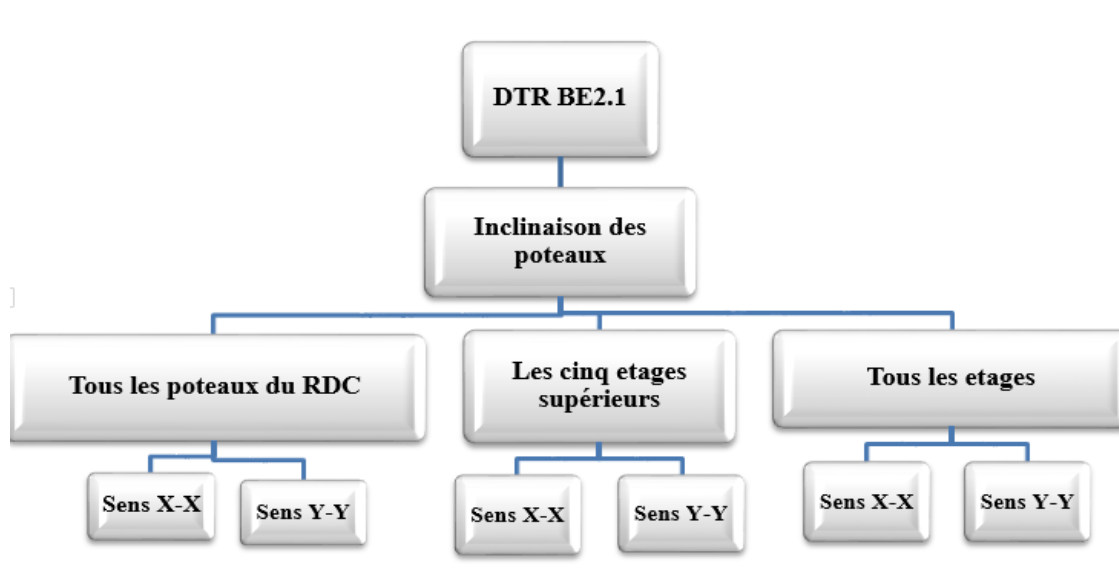 DTR BE2.1
Inclinaison des
poteaux
Tous les poteaux du RDC
Les cinq etages
supérieurs
Tous les etages
Sens X-X
Sens Y-Y
Sens X-X
Sens Y-Y
Sens X-X
Sens Y-Y